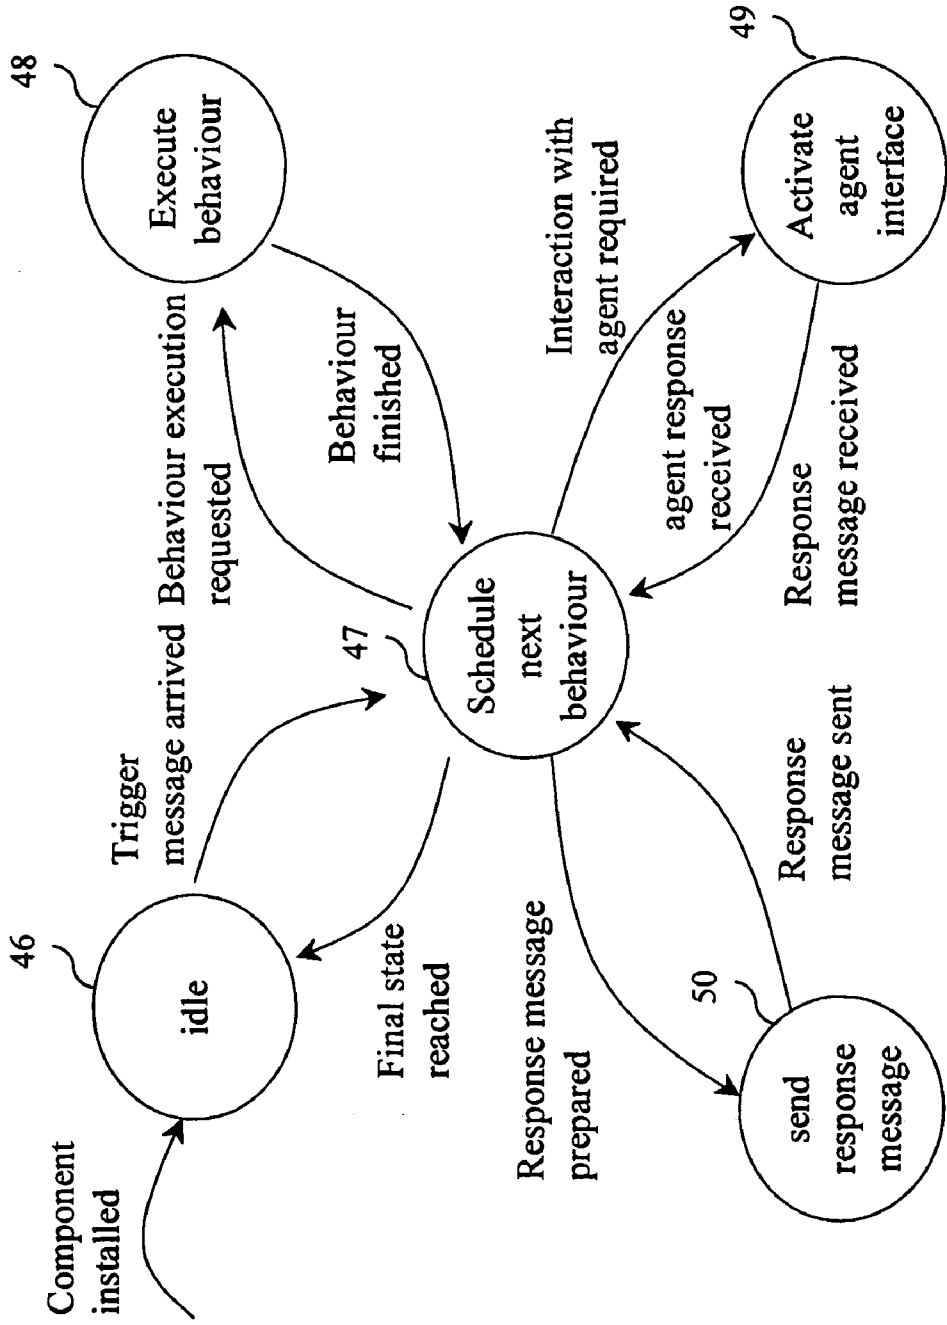 Component
installed
46
idle
Trigger
message arrived
Final state
reached
47
Schedule
next
behaviour
Behaviour execution
requested
48
Execute
behaviour
Behaviour
finished
Interaction with
agent required
agent response
received
49
Activate
agent
interface
Response
message received
Response message
prepared
50
send
response
message
Response
message sent